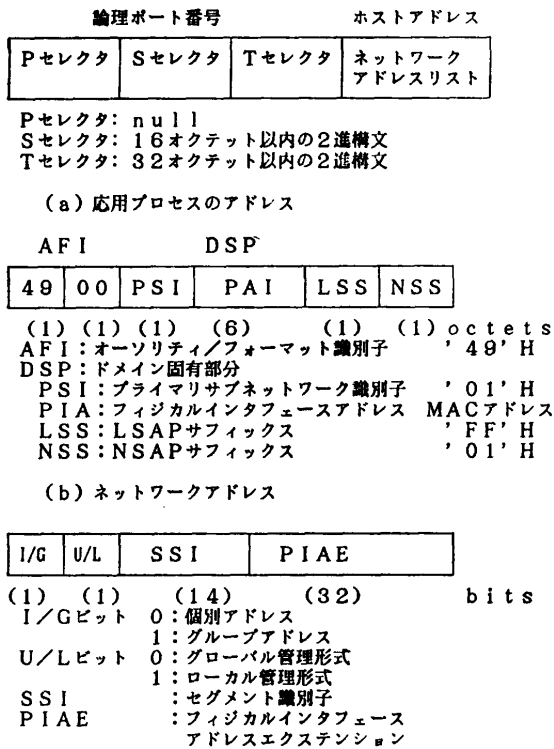 論理ポート番号 ホストアドレス
Pセレクタ Sセレクタ Tセレクタ ネットワーク
アドレスリスト
Pセレクタ: null
Sセレクタ: 16オクテット以内の2進構文
Tセレクタ: 32オクテット以内の2進構文
(a)応用プロセスのアドレス
AFI DSP
49 00 PSI PAI LSS NSS
(1) (1) (1) (6) (1) (1) octets
AFI:オーソリティ/フォーマット識別子 '49'H
DSP:ドメイン固有部分
PSI:プライマリサブネットワーク識別子 '01'H
PIA:フィジカルインタフェースアドレス MACアドレス
LSS:LSAPサフィックス 'FF'H
NSS:NSAPサフィックス '01'H
(b)ネットワークアドレス
I/G U/L SSI PIAE
(1) (1) (14) (32) bits
I/Gビット 0:個別アドレス
1:グループアドレス
U/Lビット 0:グローバル管理形式
1:ローカル管理形式
SSI :セグメント識別子
PIAE :フィジカルインタフェース
アドレスエクステンション